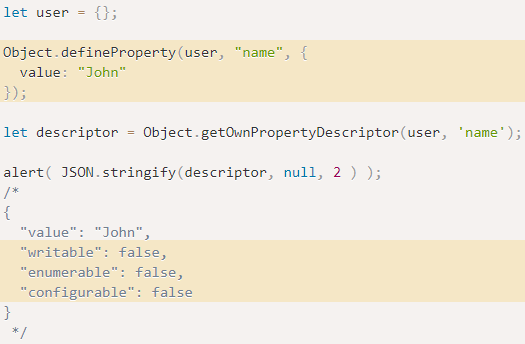 let user = {};
Object.defineProperty(user, "name", {
  value: "John"
});
let descriptor = Object.getOwnPropertyDescriptor(user, 'name');
alert( JSON.stringify(descriptor, null, 2 ) );
/*
{
  "value": "John",
  "writable": false,
  "enumerable": false,
  "configurable": false
}
 */